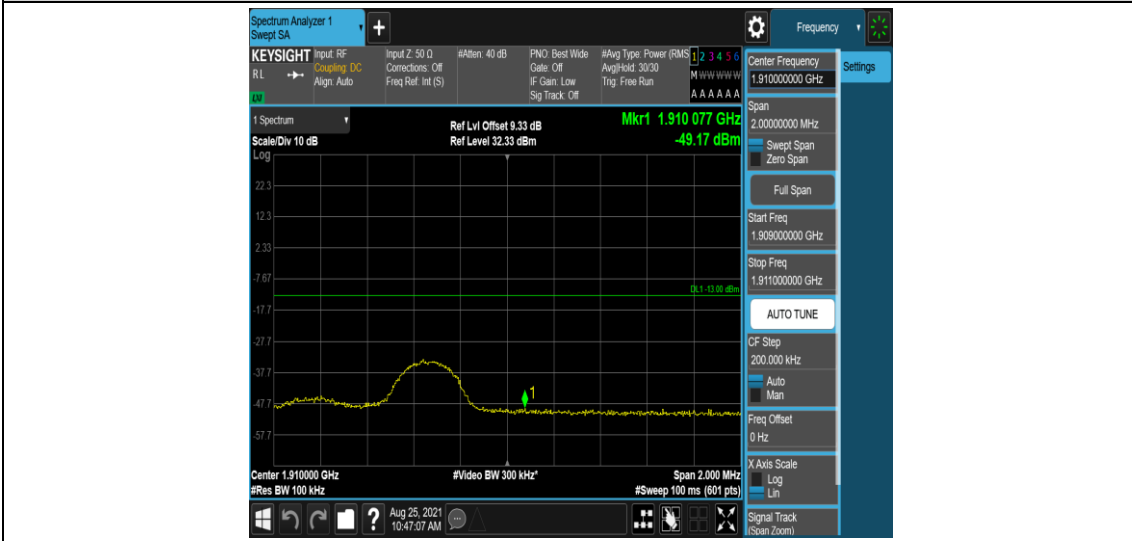 Spectrum Analyzer 1
Swept SA
+
Frequency
KEYSIGHT Input: RF Input Z: 50 Ω #Atten: 40 dB PNO: Best Wide #Avg Type: Power (RMS 1 2 3 4 5 6
RL Coupling: DC Corrections: Off Gate: Off Avg|Hold: 30/30 M W W W W W
Align: Auto Freq Ref: Int (S) IF Gain: Low Trig: Free Run
Sig Track: Off A A A A A A
LM
1 Spectrum
Scale/Div 10 dB
Ref Lvl Offset 9.33 dB
Ref Level 32.33 dBm
Mkr1 1.910 077 GHz
-49.17 dBm
Log
22.3
12.3
2.33
-7.67
DL1 -13.00 dBm
-17.7
-27.7
-37.7
-47.7
1
-57.7
Center 1.910000 GHz #Video BW 300 kHz* Span 2.000 MHz
#Res BW 100 kHz #Sweep 100 ms (601 pts)
? Aug 25, 2021
10:47:07 AM
Center Frequency
1.910000000 GHz
Settings
Span
2.00000000 MHz
Swept Span
Zero Span
Full Span
Start Freq
1.909000000 GHz
Stop Freq
1.911000000 GHz
AUTO TUNE
CF Step
200.000 kHz
Auto
Man
Freq Offset
0 Hz
X Axis Scale
Log
Lin
Signal Track
(Span Zoom)